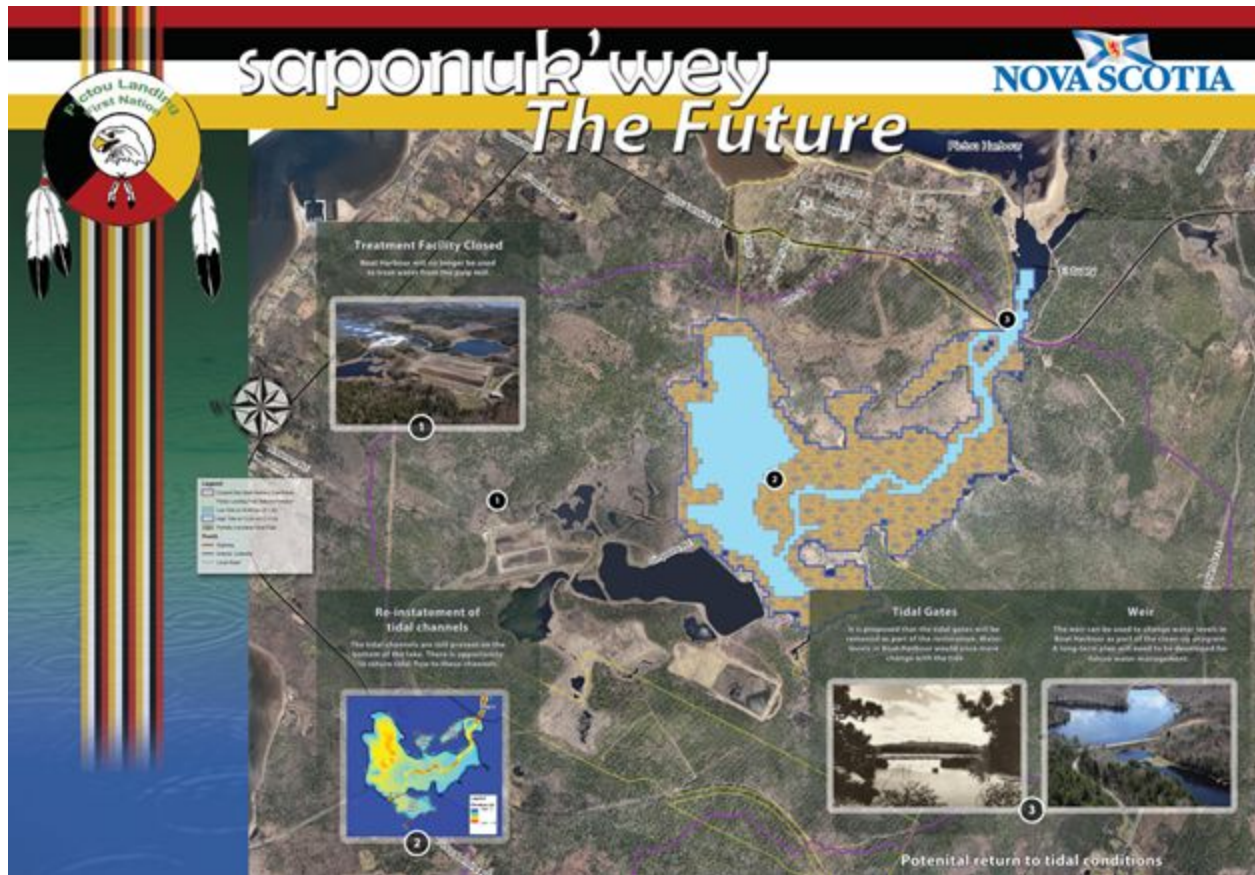 saponuk'wey
The Future
NOVA SCOTIA
Pictou Landing
First Nation
Pictou Harbour
Treatment Facility Closed
Boat Harbour will no longer be used
to treat water from the pulp mill.
1
3
2
1
Legend
Re-instatement of
tidal channels
The tidal channels are still present on the
bottom of the lake. There is opportunity
to return tidal flow to these channels.
2
Tidal Gates
It is proposed that the tidal gates will be
removed as part of the restoration. Water
levels in Boat Harbour would once more
change with the tide.
Weir
The weir can be used to change water levels in
Boat Harbour as part of the clean-up program.
A long-term plan will need to be developed for
future water management.
3
Potenital return to tidal conditions